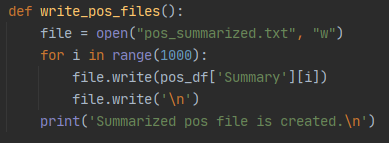 def write_pos_files():
    file = open("pos_summarized.txt", "w")
    for i in range(1000):
        file.write(pos_df['Summary'][i])
        file.write('\n')
    print('Summarized pos file is created.\n')